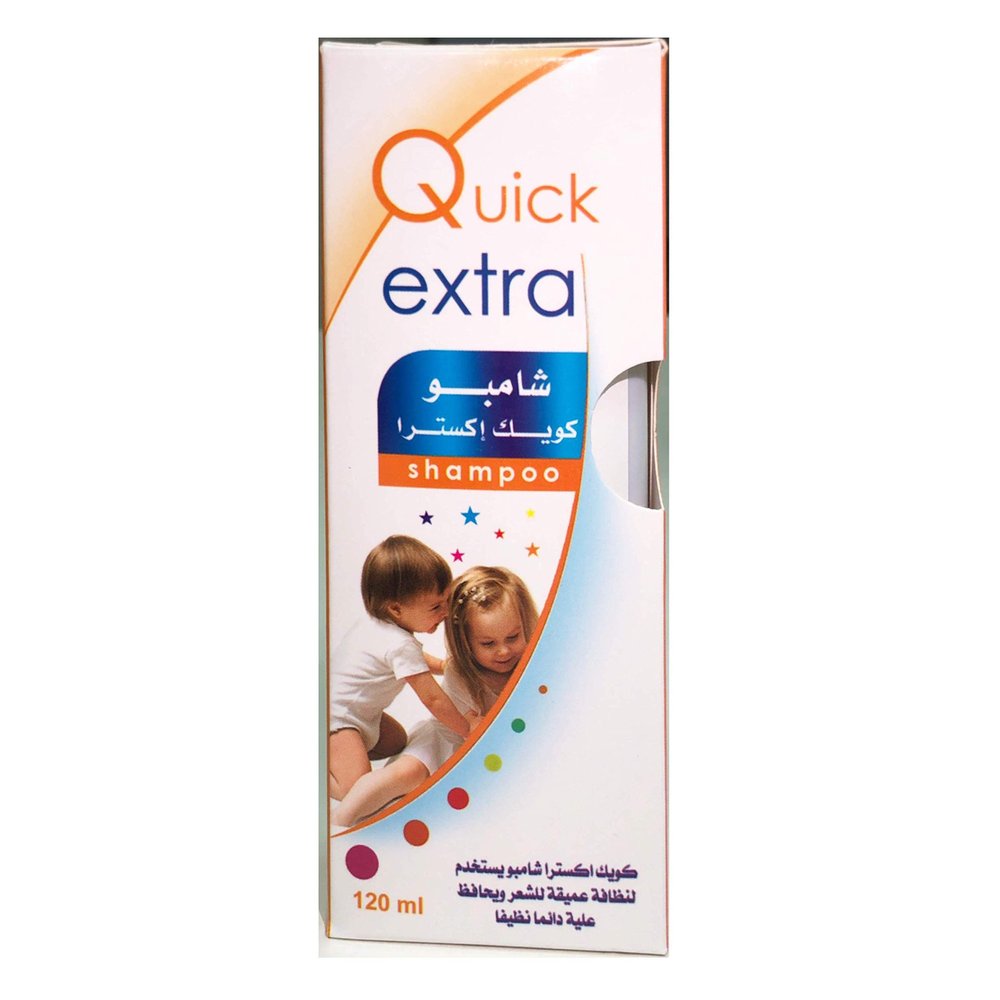 Quick
extra
شامبو
كويك إكسترا
shampoo
كويك اكسترا شامبو يستخدم
لنظافة عميقة للشعر ويحافظ
علية دائما نظيفا
120 ml